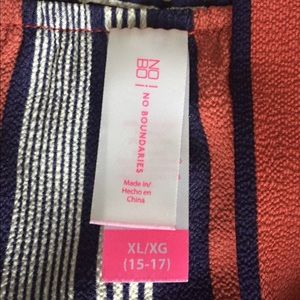 NO
BO
NO BOUNDARIES
Made in/
Hecho en
China
XL/XG
(15-17)